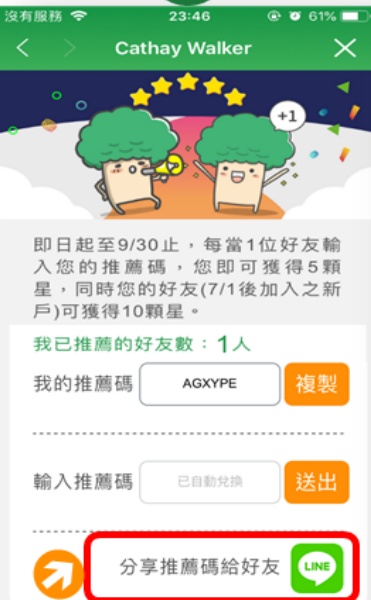 沒有服務 23:46 61%
Cathay Walker
+1
即日起至9/30止,每當1位好友輸
入您的推薦碼,您即可獲得5顆
星,同時您的好友(7/1後加入之新
戶)可獲得10顆星。
我已推薦的好友數:1人
我的推薦碼 AGXYPE 複製
輸入推薦碼 已自動兌換 送出
分享推薦碼給好友 LINE